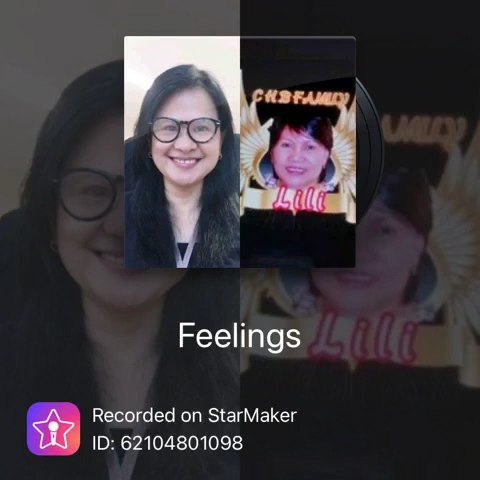 CHB FAMILY
Lili
Feelings
Recorded on StarMaker
ID: 62104801098